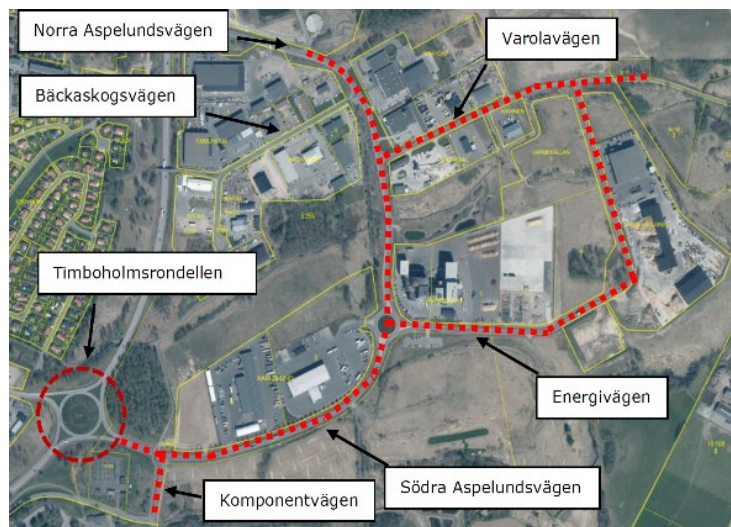 Norra Aspelundsvägen
Varolavägen
Bäckaskogsvägen
Timboholmsrondellen
Energivägen
Södra Aspelundsvägen
Komponentvägen